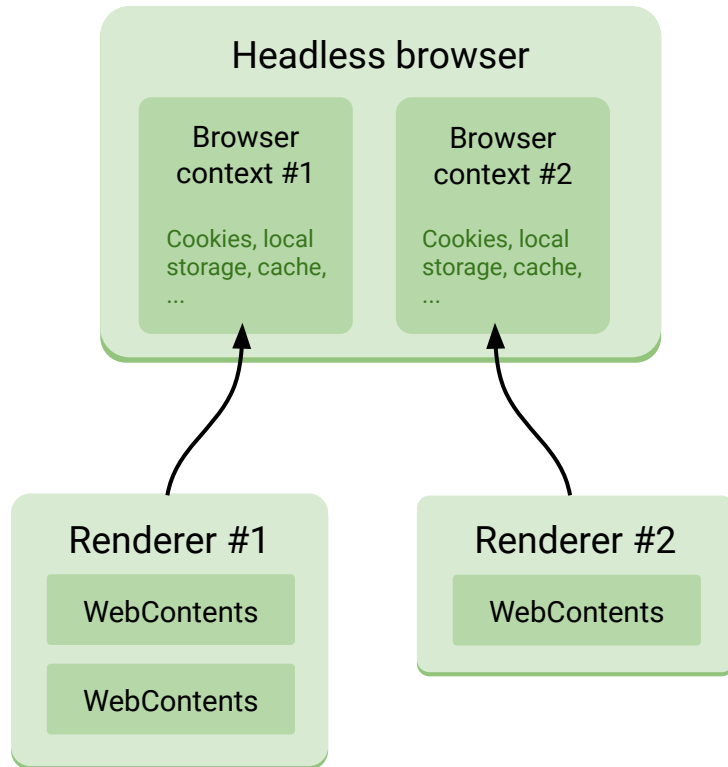 Headless browser
Browser
context #1
Cookies, local
storage, cache,
...
Browser
context #2
Cookies, local
storage, cache,
...
Renderer #1
WebContents
WebContents
Renderer #2
WebContents